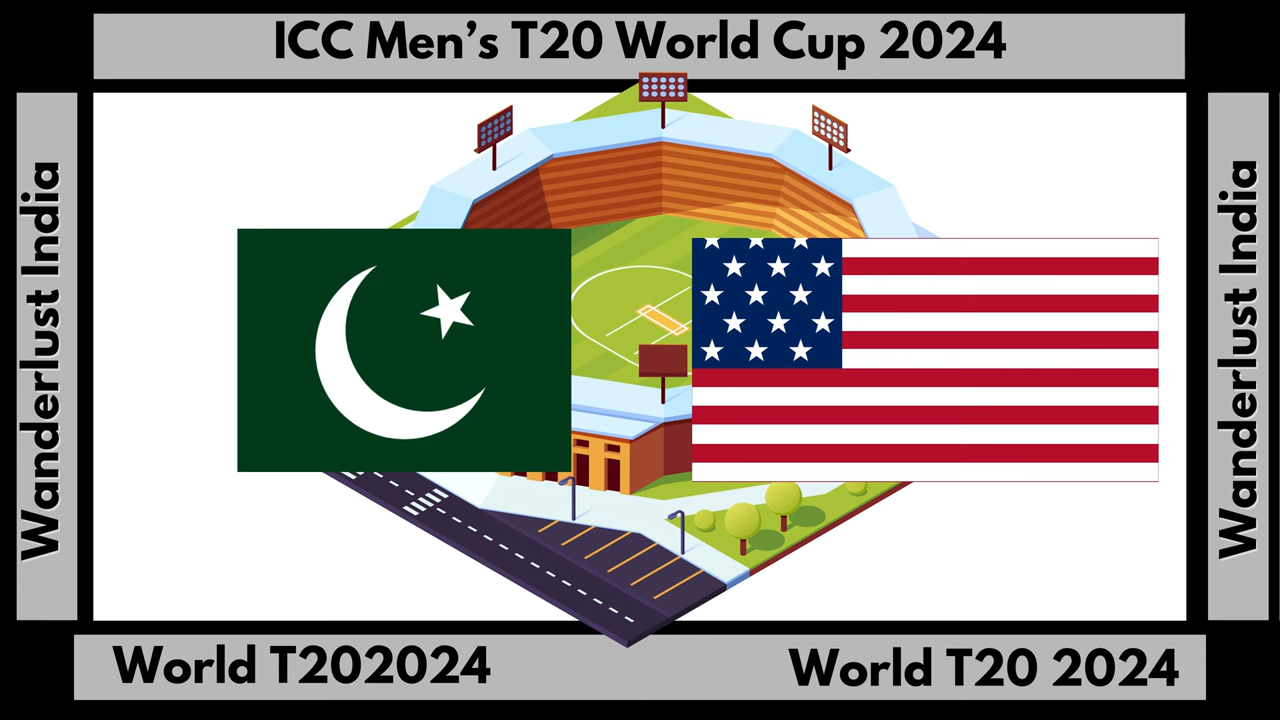 ICC Men’s T20 World Cup 2024
Wanderlust India
Wanderlust India
World T202024
World T20 2024